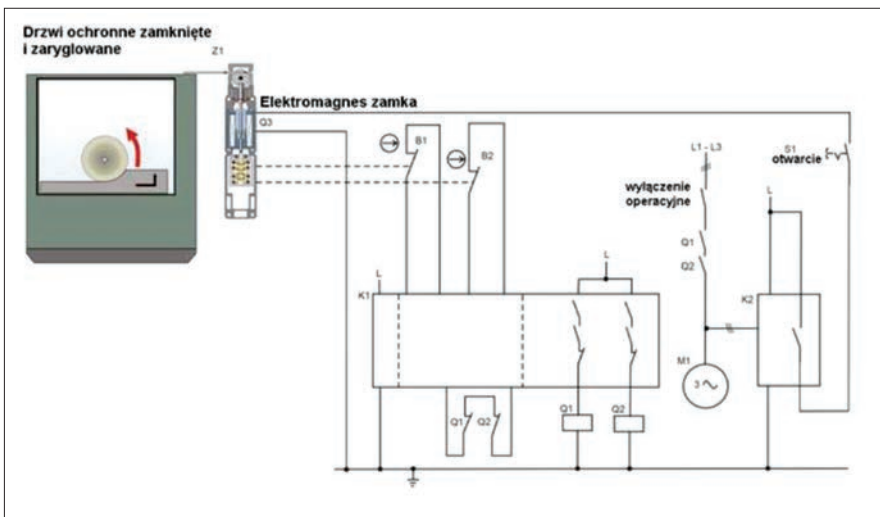 Drzwi ochronne zamknięte
i zaryglowane
Z1
Elektromagnes zamka
Q3
B1
B2
L1 - L3
S1
otwarcie
wyłączenie
operacyjne
L
Q1
Q2
L
L
K1
K2
M1
3
Q1
Q2
Q1
Q2